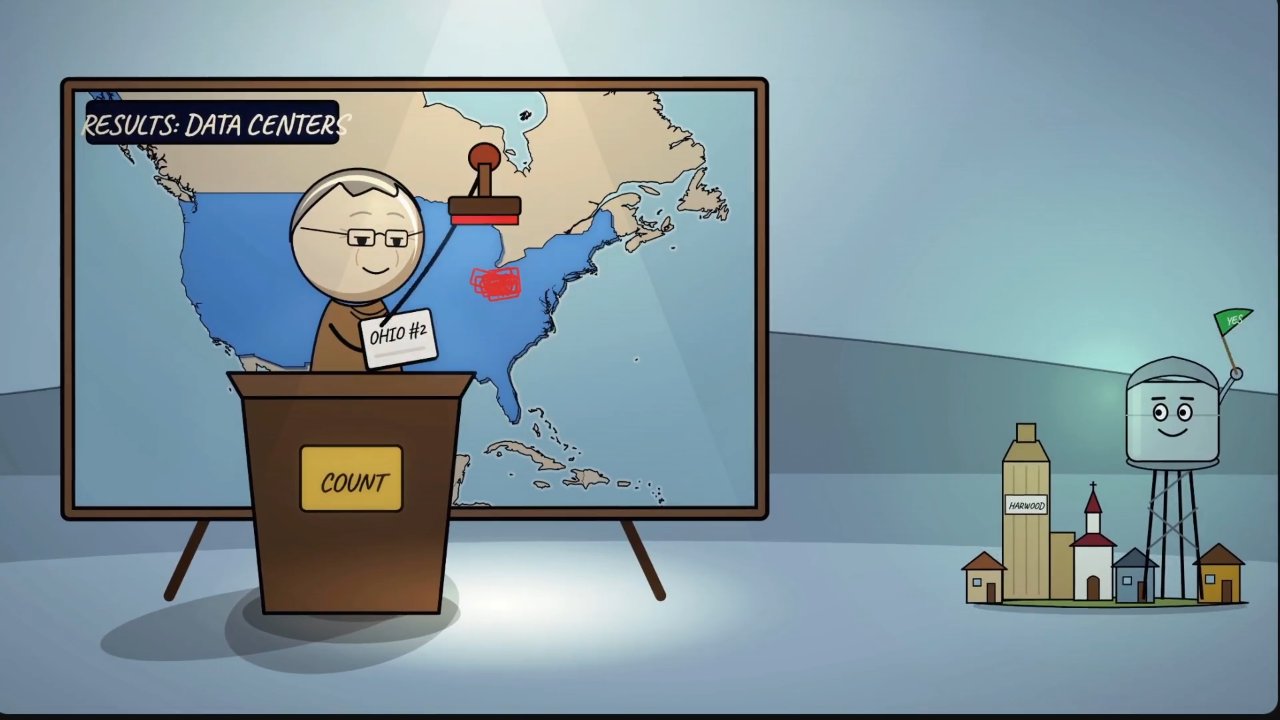 RESULTS: DATA CENTERS
OHIO #2
COUNT
HARWOOD
YES